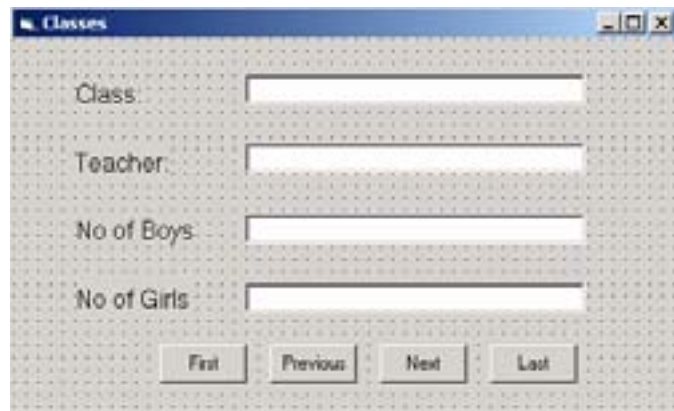 Classes
Class:
Teacher:
No of Boys
No of Girls
First Previous Next Last